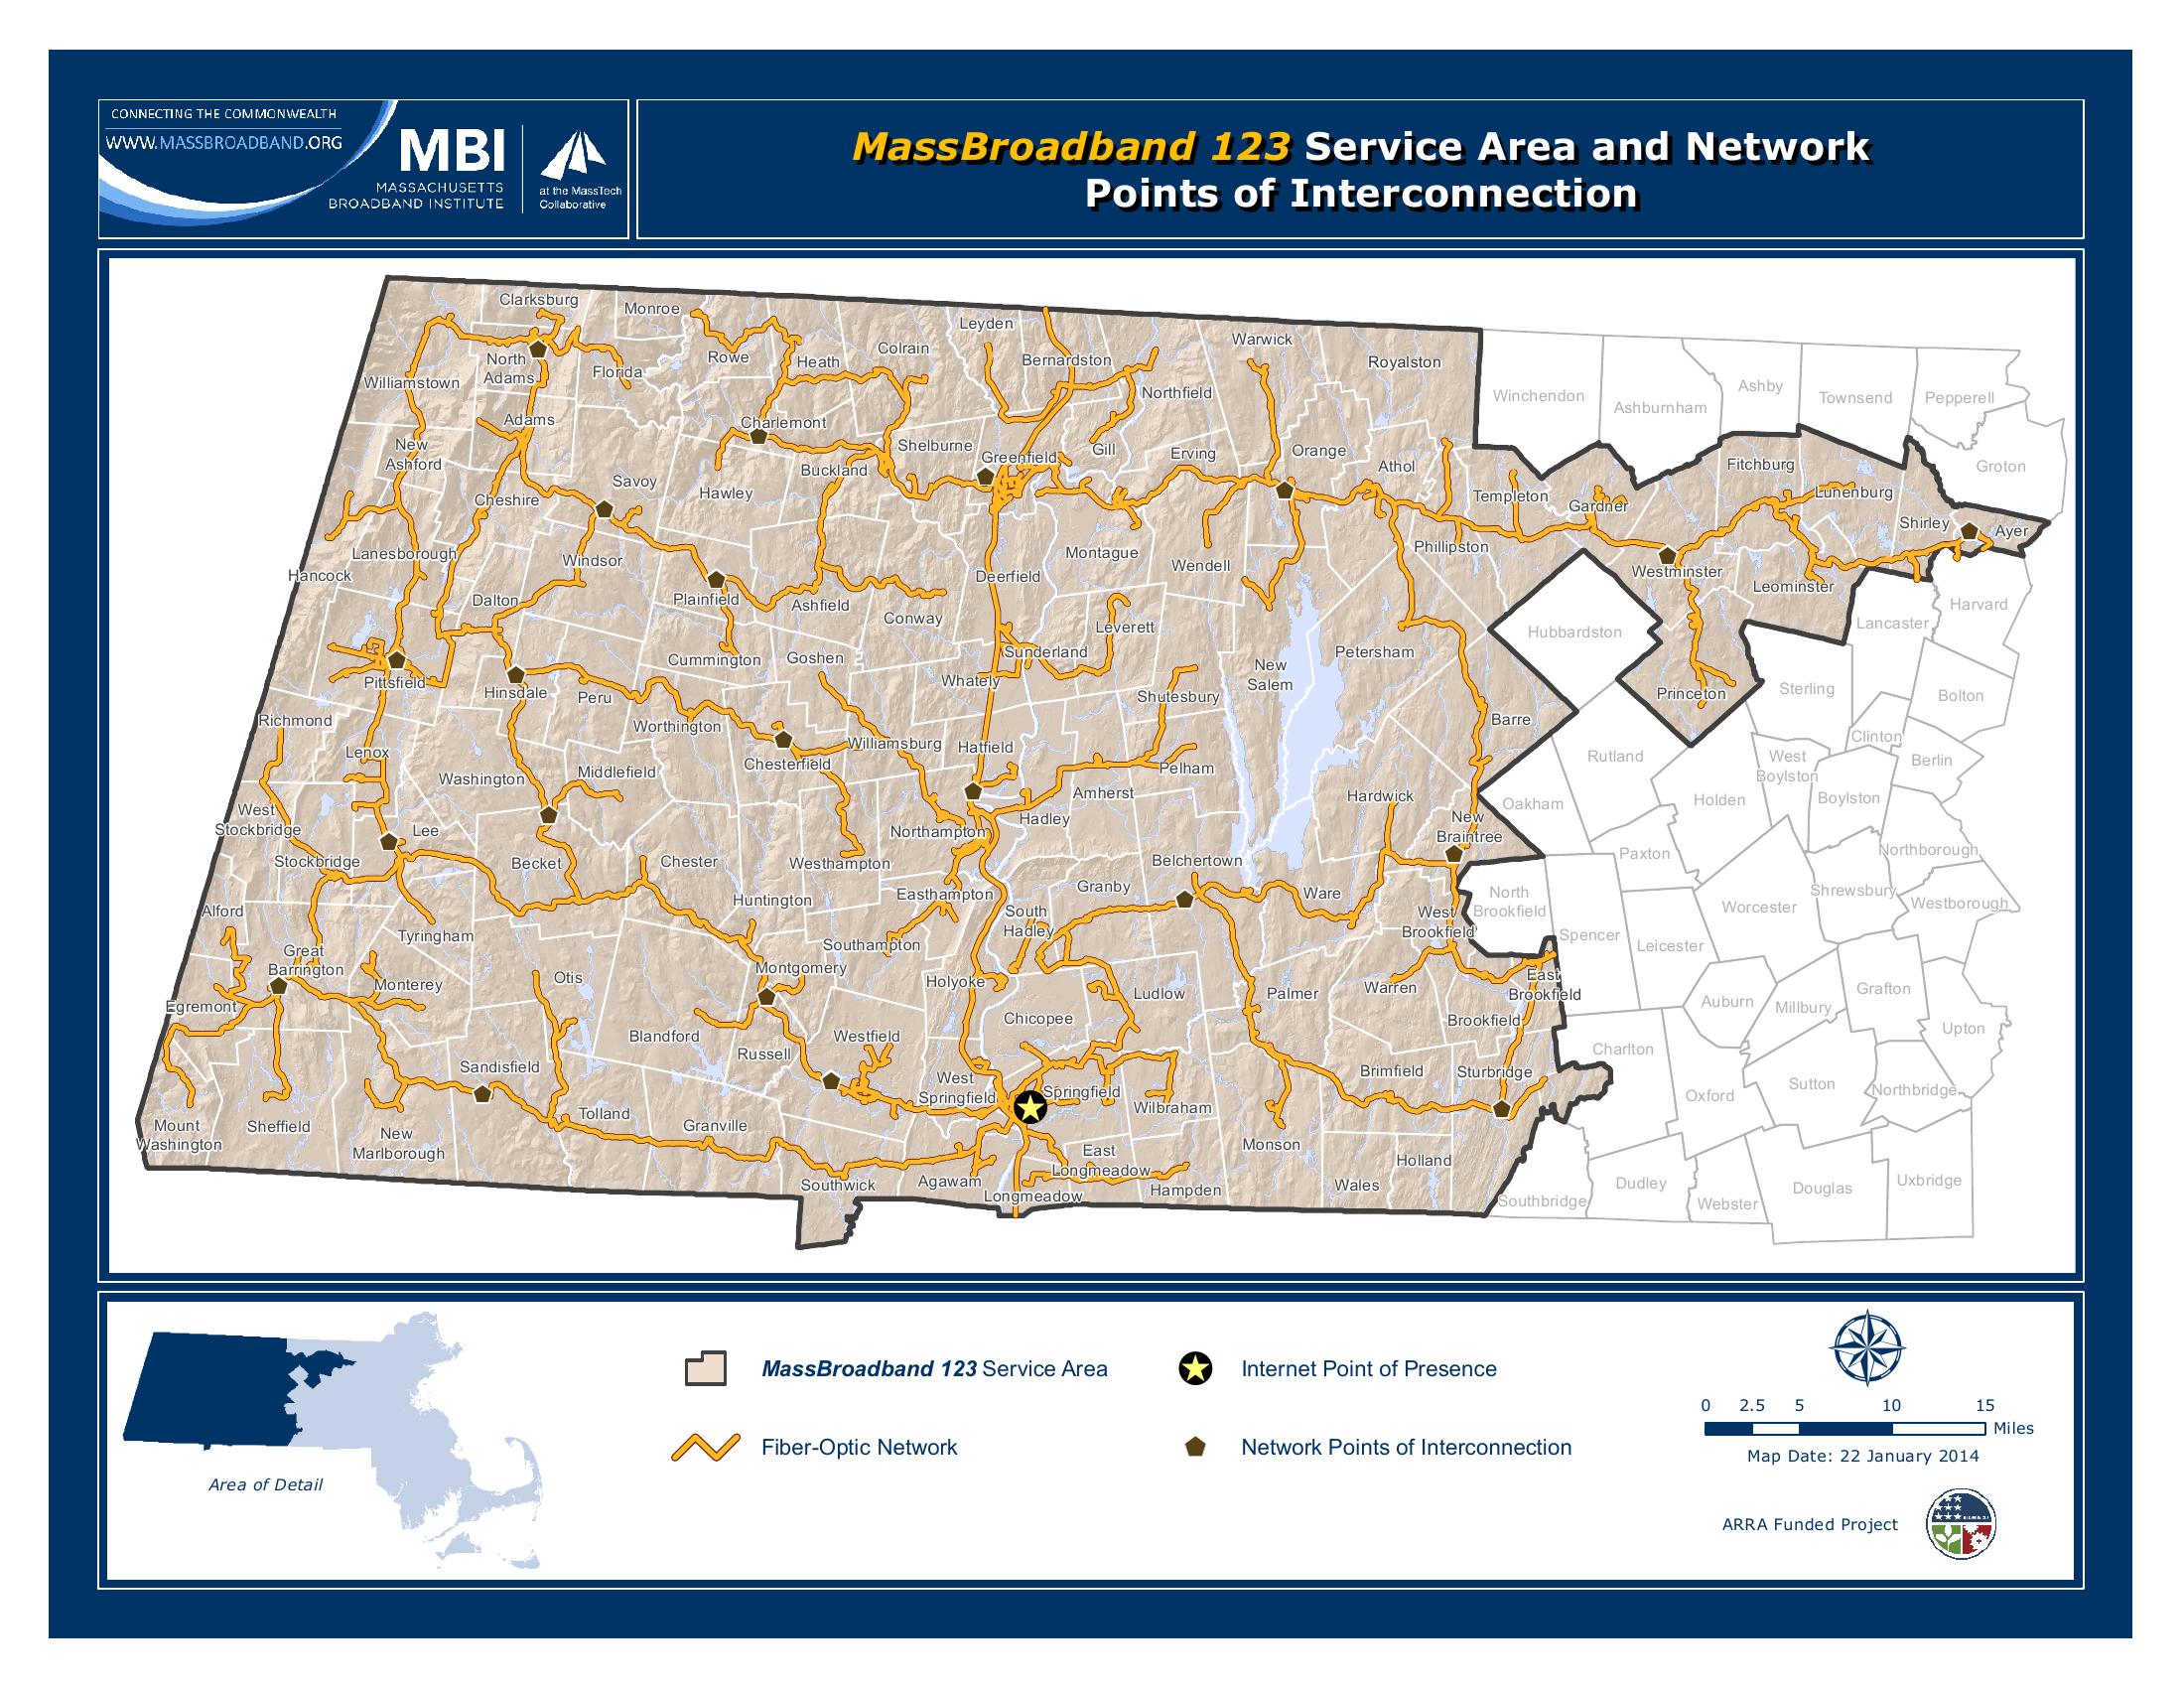 CONNECTING THE COMMONWEALTH
WWW.MASSBROADBAND.ORG
MBI
MASSACHUSETTS
BROADBAND INSTITUTE
at the MassTech
Collaborative
MassBroadband 123 Service Area and Network
Points of Interconnection
Clarksburg
Monroe
Leyden
Warwick
North
Adams
Florida
Rowe
Heath
Colrain
Bernardston
Royalston
Williamstown
Northfield
Winchendon
Ashburnham
Ashby
Townsend
Pepperell
Adams
Charlemont
New
Ashford
Shelburne
Greenfield
Gill
Erving
Orange
Athol
Buckland
Fitchburg
Groton
Savoy
Hawley
Cheshire
Templeton
Gardner
Lunenburg
Shirley
Ayer
Lanesborough
Hancock
Windsor
Montague
Wendell
Phillipston
Deerfield
Westminster
Leominster
Dalton
Plainfield
Ashfield
Conway
Leverett
Harvard
Lancaster
Hubbardston
Cummington
Goshen
Sunderland
New
Salem
Petersham
Pittsfield
Hinsdale
Peru
Whately
Shutesbury
Princeton
Sterling
Bolton
Richmond
Worthington
Barre
Lenox
Williamsburg
Hatfield
Chesterfield
Clinton
Rutland
West
Boylston
Berlin
Washington
Middlefield
Pelham
Amherst
Hardwick
Oakham
Holden
Boylston
West
Stockbridge
Lee
Northampton
Hadley
New
Braintree
Stockbridge
Becket
Chester
Westhampton
Belchertown
Paxton
Northborough
Huntington
Easthampton
Granby
Ware
North
Brookfield
Shrewsbury
Westborough
Worcester
Alford
Tyringham
South
Hadley
West
Brookfield
Spencer
Leicester
Great
Barrington
Southampton
Montgomery
Monterey
Otis
Holyoke
Ludlow
Palmer
Warren
East
Brookfield
Egremont
Auburn
Millbury
Grafton
Upton
Chicopee
Brookfield
Blandford
Russell
Westfield
Charlton
Sandisfield
West
Springfield
Springfield
Brimfield
Sturbridge
Sutton
Northbridge
Oxford
Tolland
Granville
Wilbraham
Mount
Washington
Sheffield
New
Marlborough
Monson
East
Longmeadow
Holland
Southwick
Agawam
Longmeadow
Hampden
Wales
Southbridge
Dudley
Webster
Douglas
Uxbridge
Area of Detail
MassBroadband 123 Service Area
Internet Point of Presence
Fiber-Optic Network
Network Points of Interconnection
0 2.5 5 10 15
Miles
Map Date: 22 January 2014
ARRA Funded Project